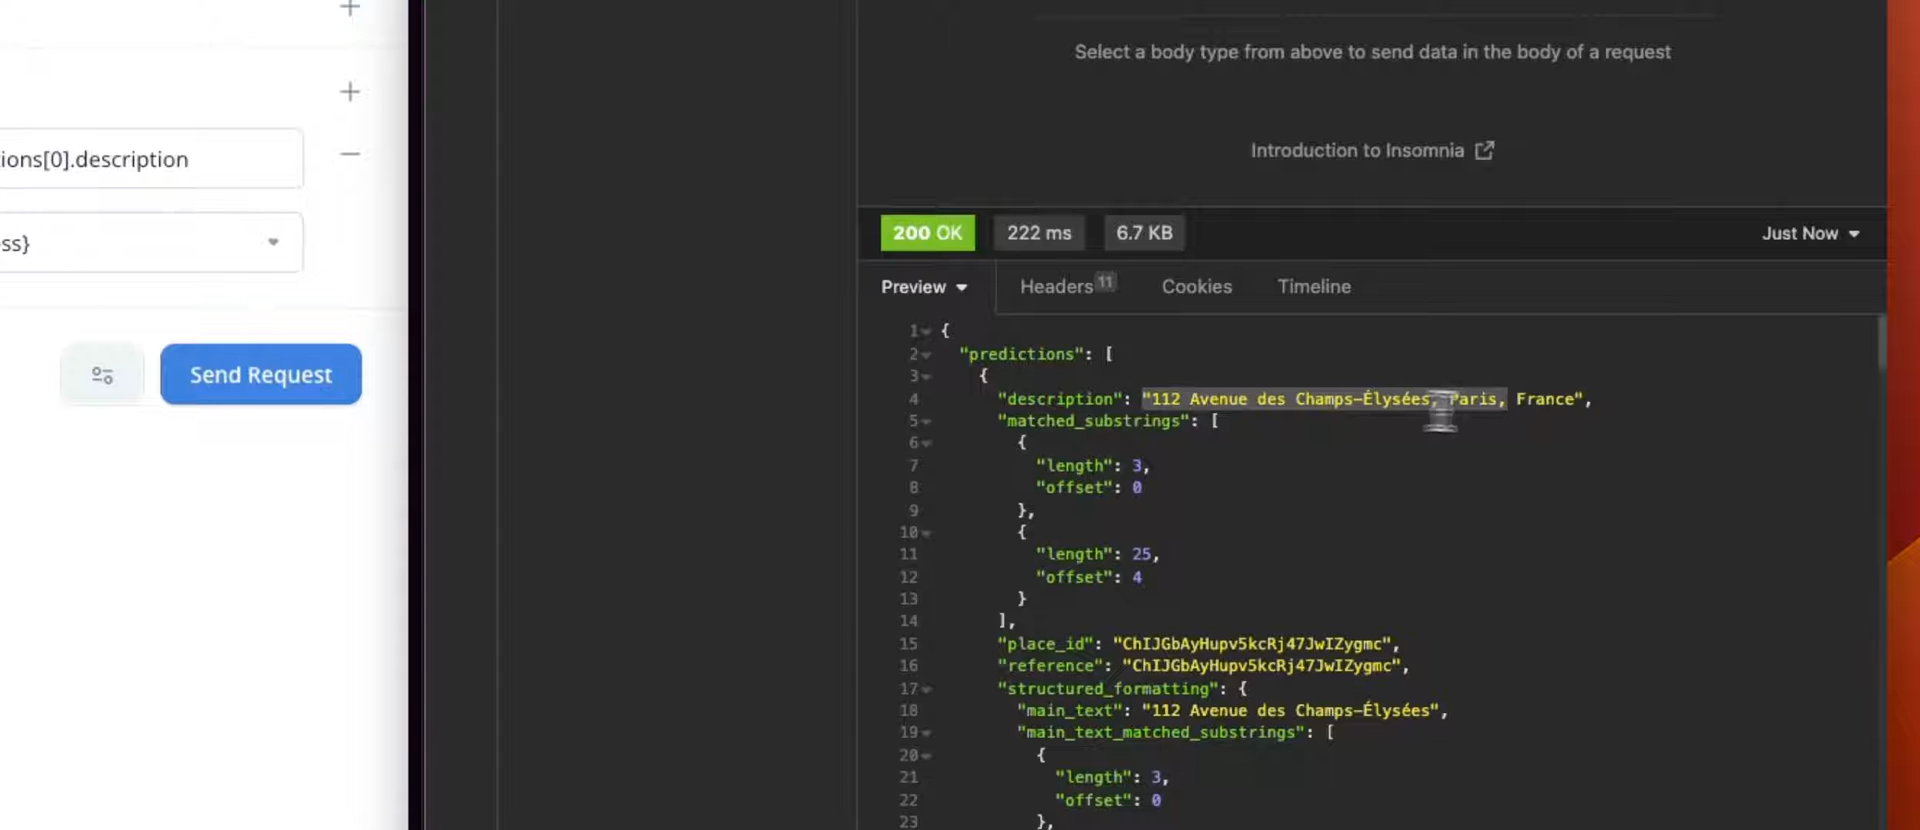 ions[0].description
ss}
Send Request
Select a body type from above to send data in the body of a request
Introduction to Insomnia
200 OK 222 ms 6.7 KB Just Now
Preview Headers 11 Cookies Timeline
1 {
2 "predictions": [
3 {
4 "description": "112 Avenue des Champs-Élysées, Paris, France",
5 "matched_substrings": [
6 {
7 "length": 3,
8 "offset": 0
9 },
10 {
11 "length": 25,
12 "offset": 4
13 }
14 ],
15 "place_id": "ChIJGbAyHupv5kcRj47JwIZygmc",
16 "reference": "ChIJGbAyHupv5kcRj47JwIZygmc",
17 "structured_formatting": {
18 "main_text": "112 Avenue des Champs-Élysées",
19 "main_text_matched_substrings": [
20 {
21 "length": 3,
22 "offset": 0
23 },